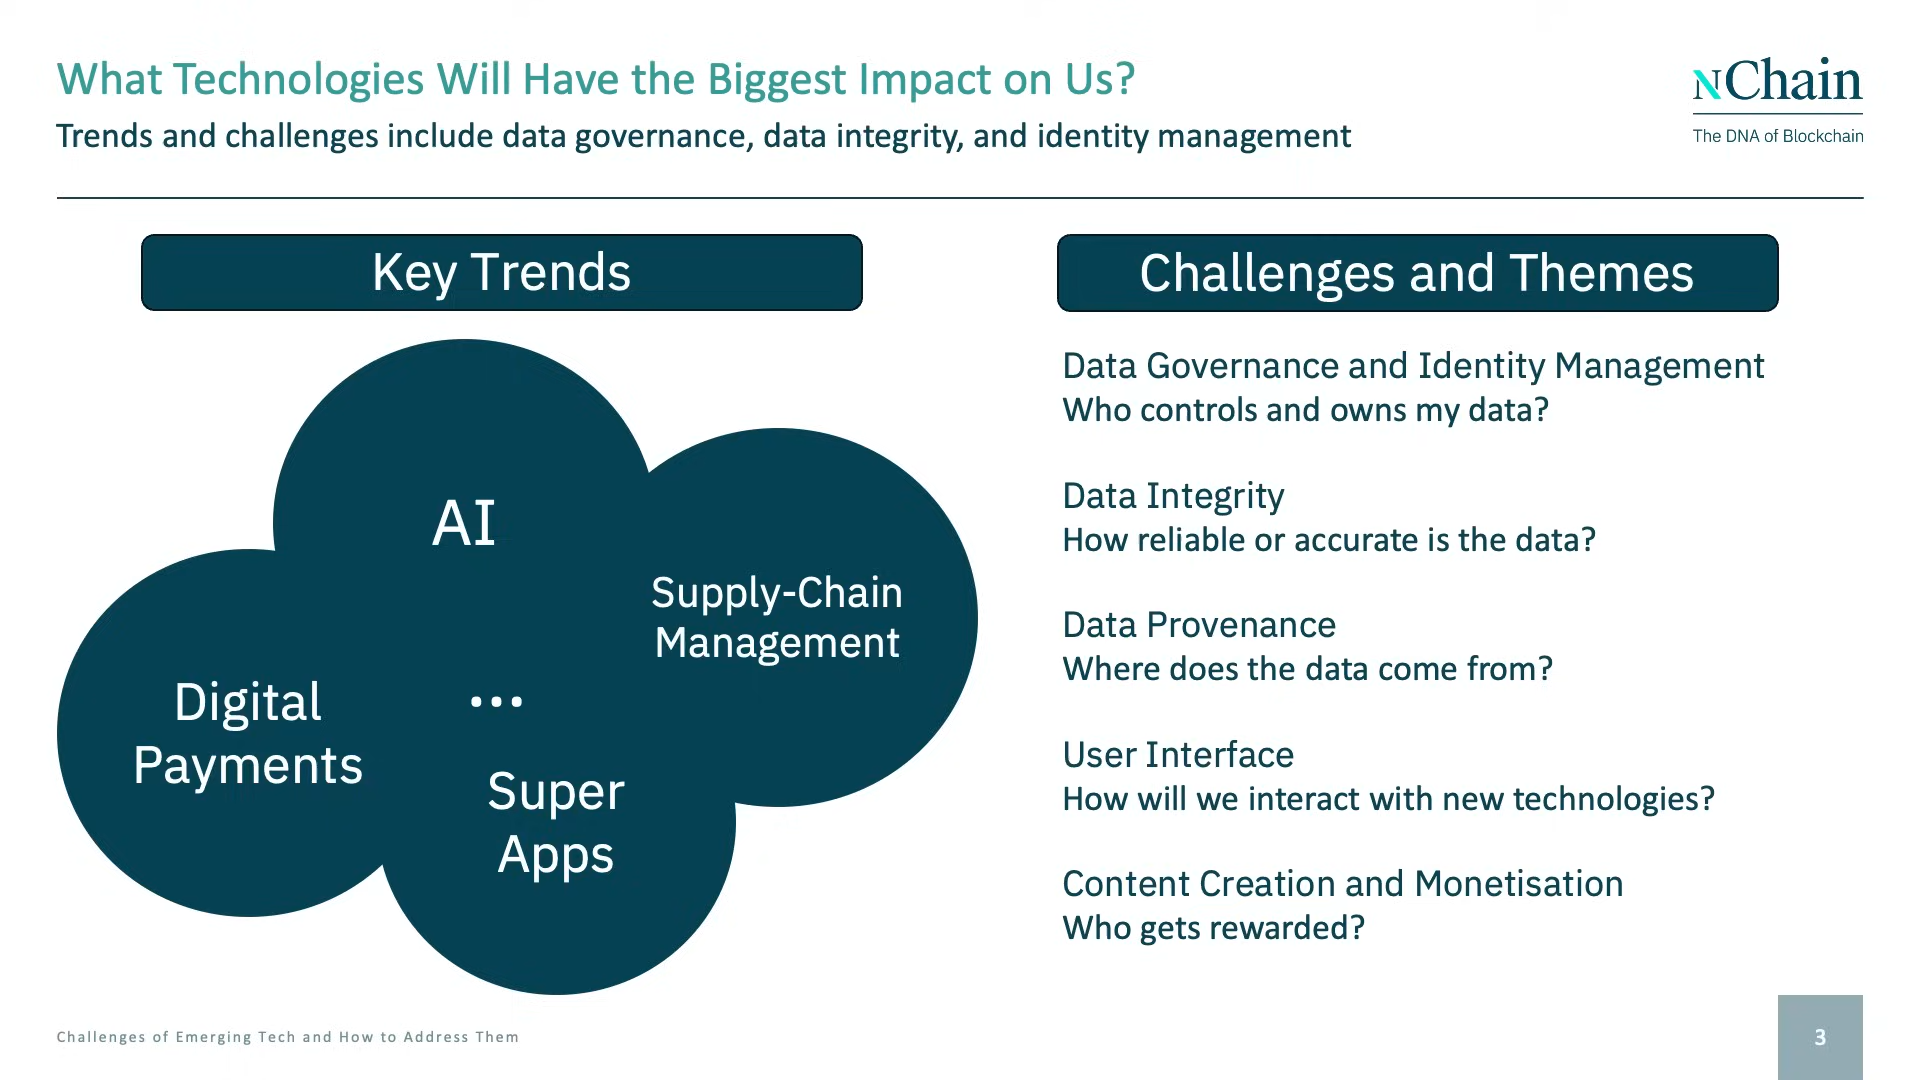 What Technologies Will Have the Biggest Impact on Us?
Trends and challenges include data governance, data integrity, and identity management
nChain
The DNA of Blockchain
Key Trends
AI
Supply-Chain
Management
Digital
Payments
...
Super
Apps
Challenges and Themes
Data Governance and Identity Management
Who controls and owns my data?
Data Integrity
How reliable or accurate is the data?
Data Provenance
Where does the data come from?
User Interface
How will we interact with new technologies?
Content Creation and Monetisation
Who gets rewarded?
Challenges of Emerging Tech and How to Address Them
3